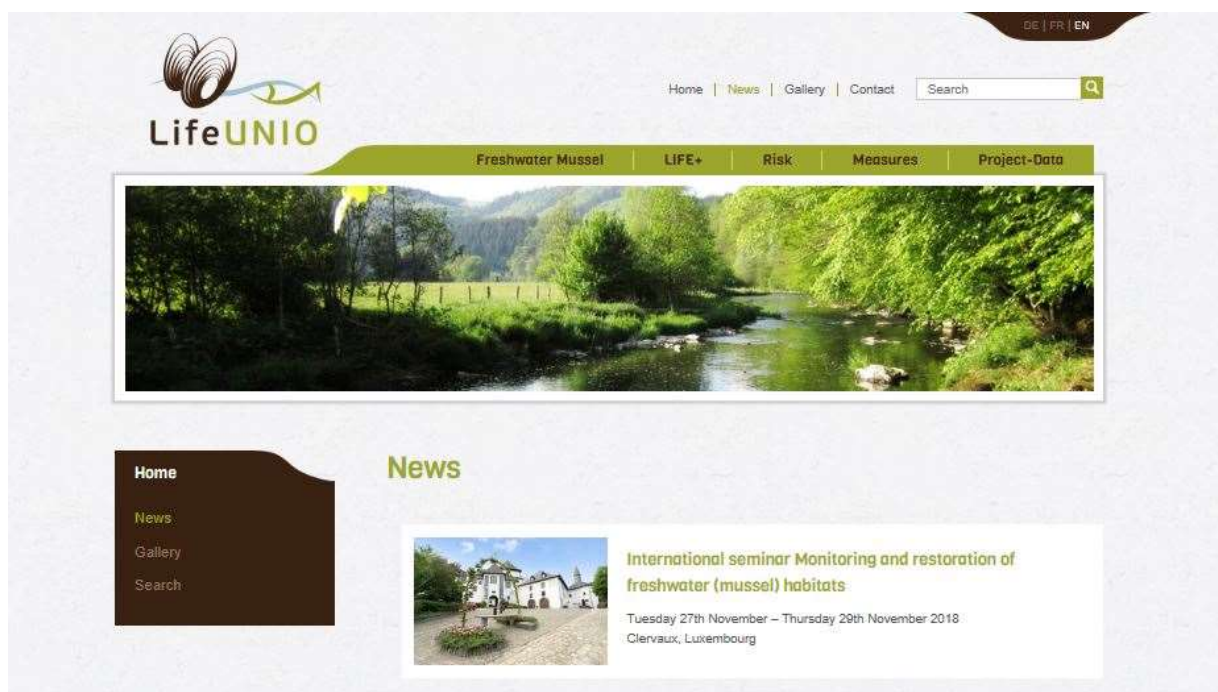 DE | FR | EN
Home | News | Gallery | Contact Search
LifeUNIO
Freshwater Mussel LIFE+ Risk Measures Project-Data
Home
News
Gallery
Search
News
International seminar Monitoring and restoration of
freshwater (mussel) habitats
Tuesday 27th November – Thursday 29th November 2018
Clervaux, Luxembourg